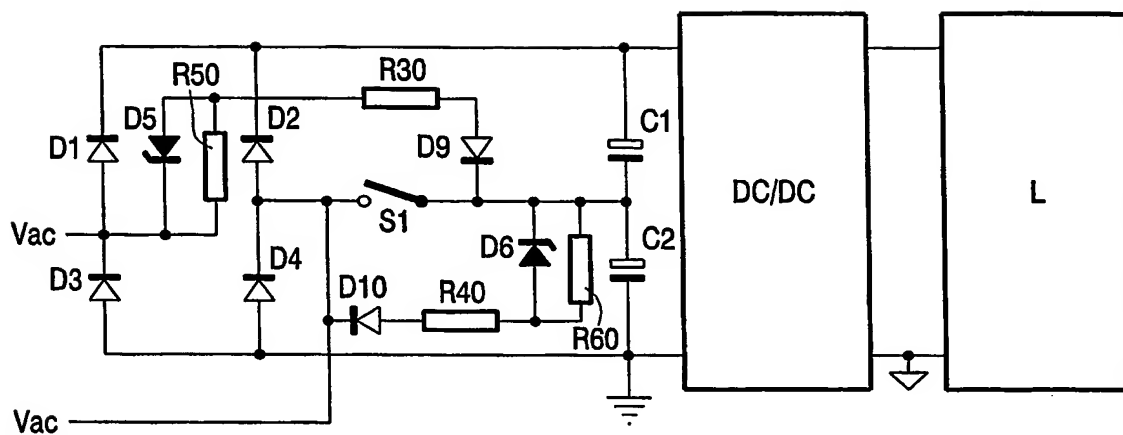 R50
R30
D5
D2
C1
D1
D9
DC/DC
L
Vac
S1
D6
C2
D3
D4
D10
R40
R60
Vac